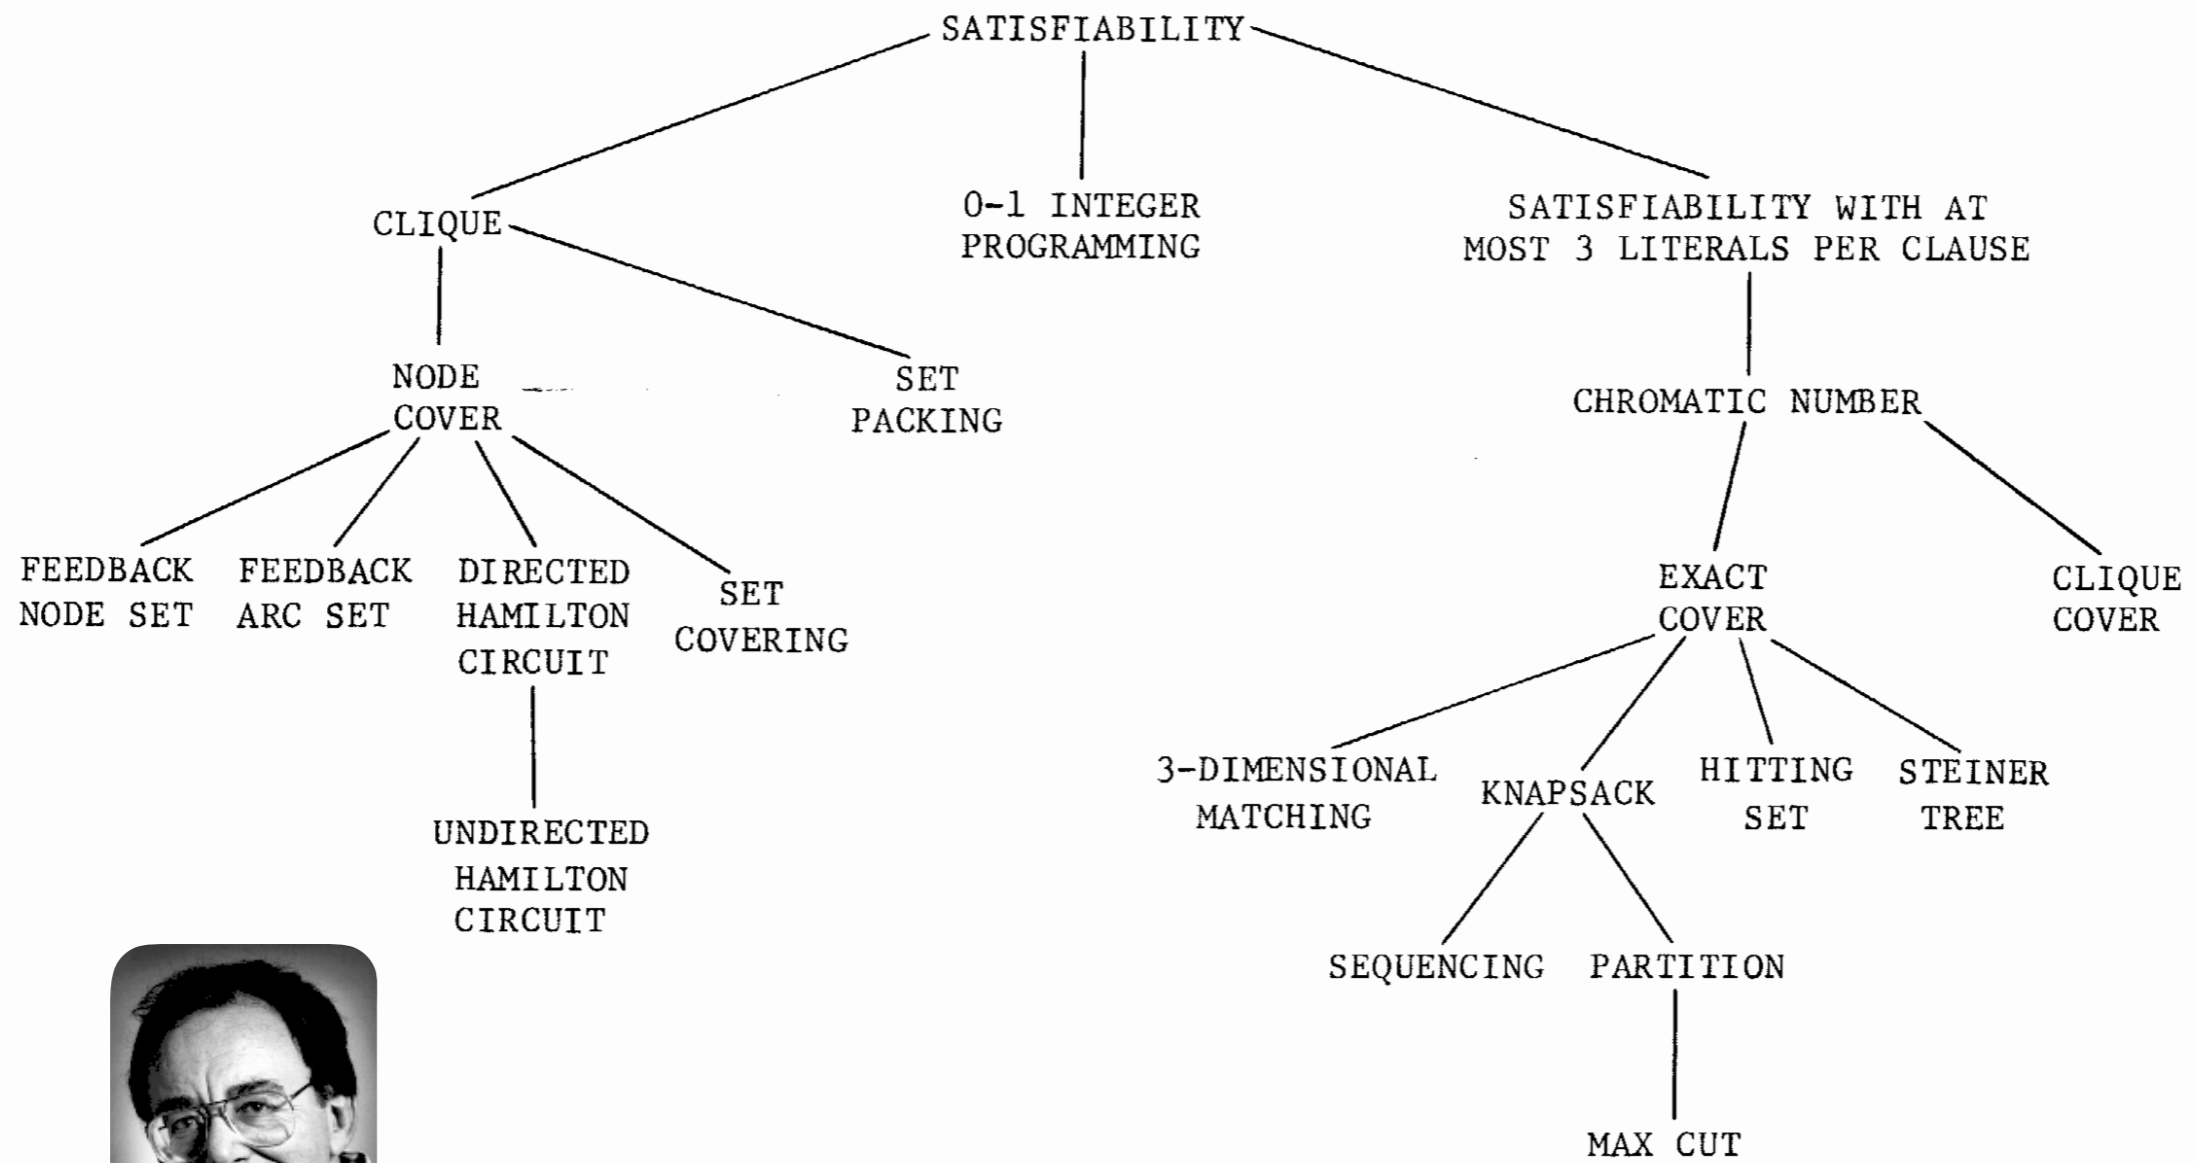 SATISFIABILITY
CLIQUE
0-1 INTEGER
PROGRAMMING
SATISFIABILITY WITH AT
MOST 3 LITERALS PER CLAUSE
NODE
COVER
SET
PACKING
CHROMATIC NUMBER
FEEDBACK
NODE SET
FEEDBACK
ARC SET
DIRECTED
HAMILTON
CIRCUIT
SET
COVERING
EXACT
COVER
CLIQUE
COVER
3-DIMENSIONAL
MATCHING
KNAPSACK
HITTING
SET
STEINER
TREE
UNDIRECTED
HAMILTON
CIRCUIT
SEQUENCING
PARTITION
MAX CUT